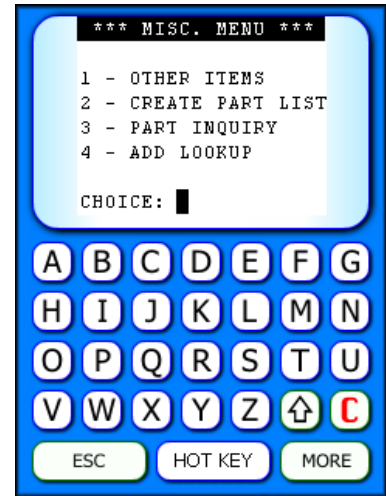 *** MISC. MENU ***
1 - OTHER ITEMS
2 - CREATE PART LIST
3 - PART INQUIRY
4 - ADD LOOKUP
CHOICE:
A B C D E F G
H I J K L M N
O P Q R S T U
V W X Y Z C
ESC HOT KEY MORE